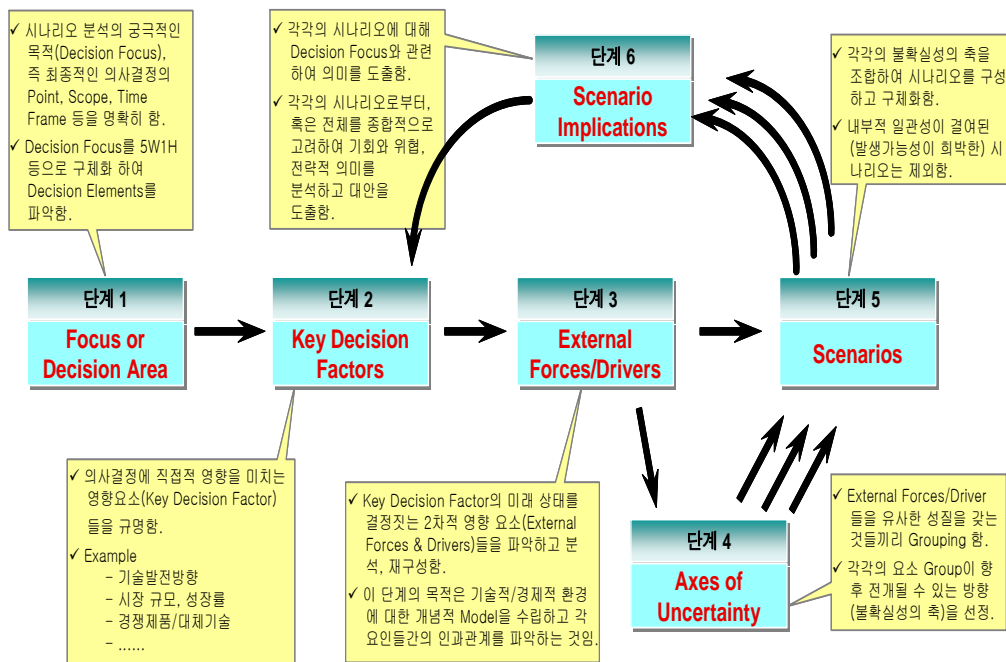 ✓ 시나리오 분석의 궁극적인
목적(Decision Focus),
즉 최종적인 의사결정의
Point, Scope, Time
Frame 등을 명확히 함.
✓ Decision Focus를 5W1H
등으로 구체화 하여
Decision Elements를
파악함.
✓ 각각의 시나리오에 대해
Decision Focus와 관련
하여 의미를 도출함.
✓ 각각의 시나리오로부터,
혹은 전체를 종합적으로
고려하여 기회와 위협,
전략적 의미를
분석하고 대안을
도출함.
단계 6
Scenario
Implications
✓ 각각의 불확실성의 축을
조합하여 시나리오를 구성
하고 구체화함.
✓ 내부적 일관성이 결여된
(발생가능성이 희박한) 시
나리오는 제외함.
단계 1
Focus or
Decision Area
단계 2
Key Decision
Factors
단계 3
External
Forces/Drivers
단계 5
Scenarios
✓ 의사결정에 직접적 영향을 미치는
영향요소(Key Decision Factor)
들을 규명함.
✓ Example
– 기술발전방향
– 시장 규모, 성장률
– 경쟁제품/대체기술
– ......
✓ Key Decision Factor의 미래 상태를
결정짓는 2차적 영향 요소(External
Forces & Drivers)들을 파악하고 분
석, 재구성함.
✓ 이 단계의 목적은 기술적/경제적 환경
에 대한 개념적 Model을 수립하고 각
요인들간의 인과관계를 파악하는 것임.
단계 4
Axes of
Uncertainty
✓ External Forces/Driver
들을 유사한 성질을 갖는
것들끼리 Grouping 함.
✓ 각각의 요소 Group이 향
후 전개될 수 있는 방향
(불확실성의 축)을 선정.